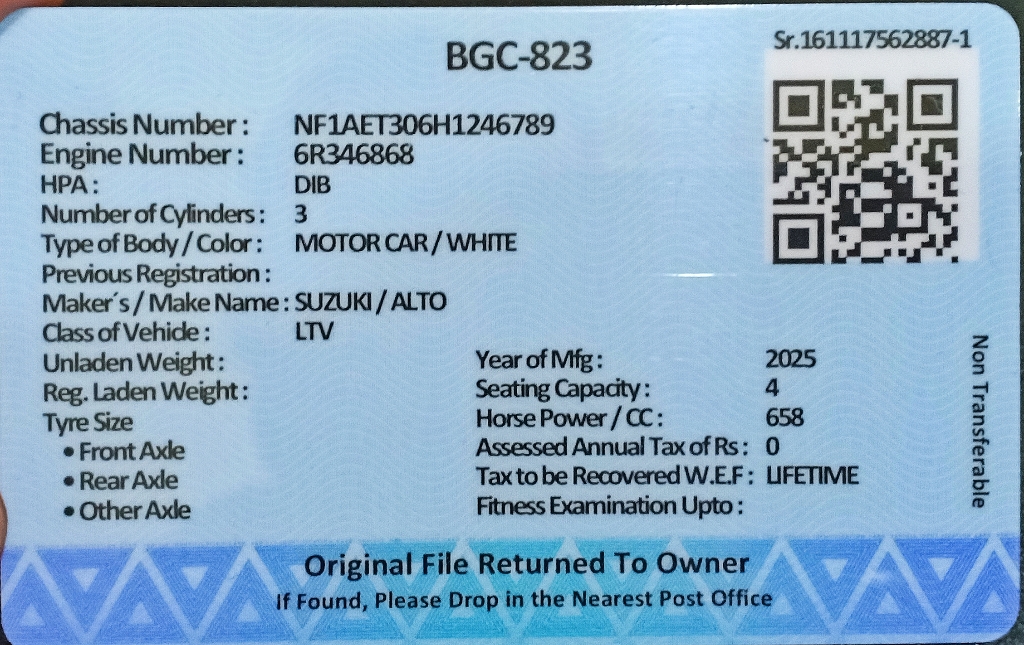 BGC-823
Sr.161117562887-1
Chassis Number : NF1AET306H1246789
Engine Number : 6R346868
HPA : DIB
Number of Cylinders : 3
Type of Body / Color : MOTOR CAR / WHITE
Previous Registration :
Maker´s / Make Name : SUZUKI / ALTO
Class of Vehicle : LTV
Unladen Weight :
Reg. Laden Weight :
Tyre Size
• Front Axle
• Rear Axle
• Other Axle
Year of Mfg : 2025
Seating Capacity : 4
Horse Power / CC : 658
Assessed Annual Tax of Rs : 0
Tax to be Recovered W.E.F : LIFETIME
Fitness Examination Upto :
Non Transferable
Original File Returned To Owner
If Found, Please Drop in the Nearest Post Office